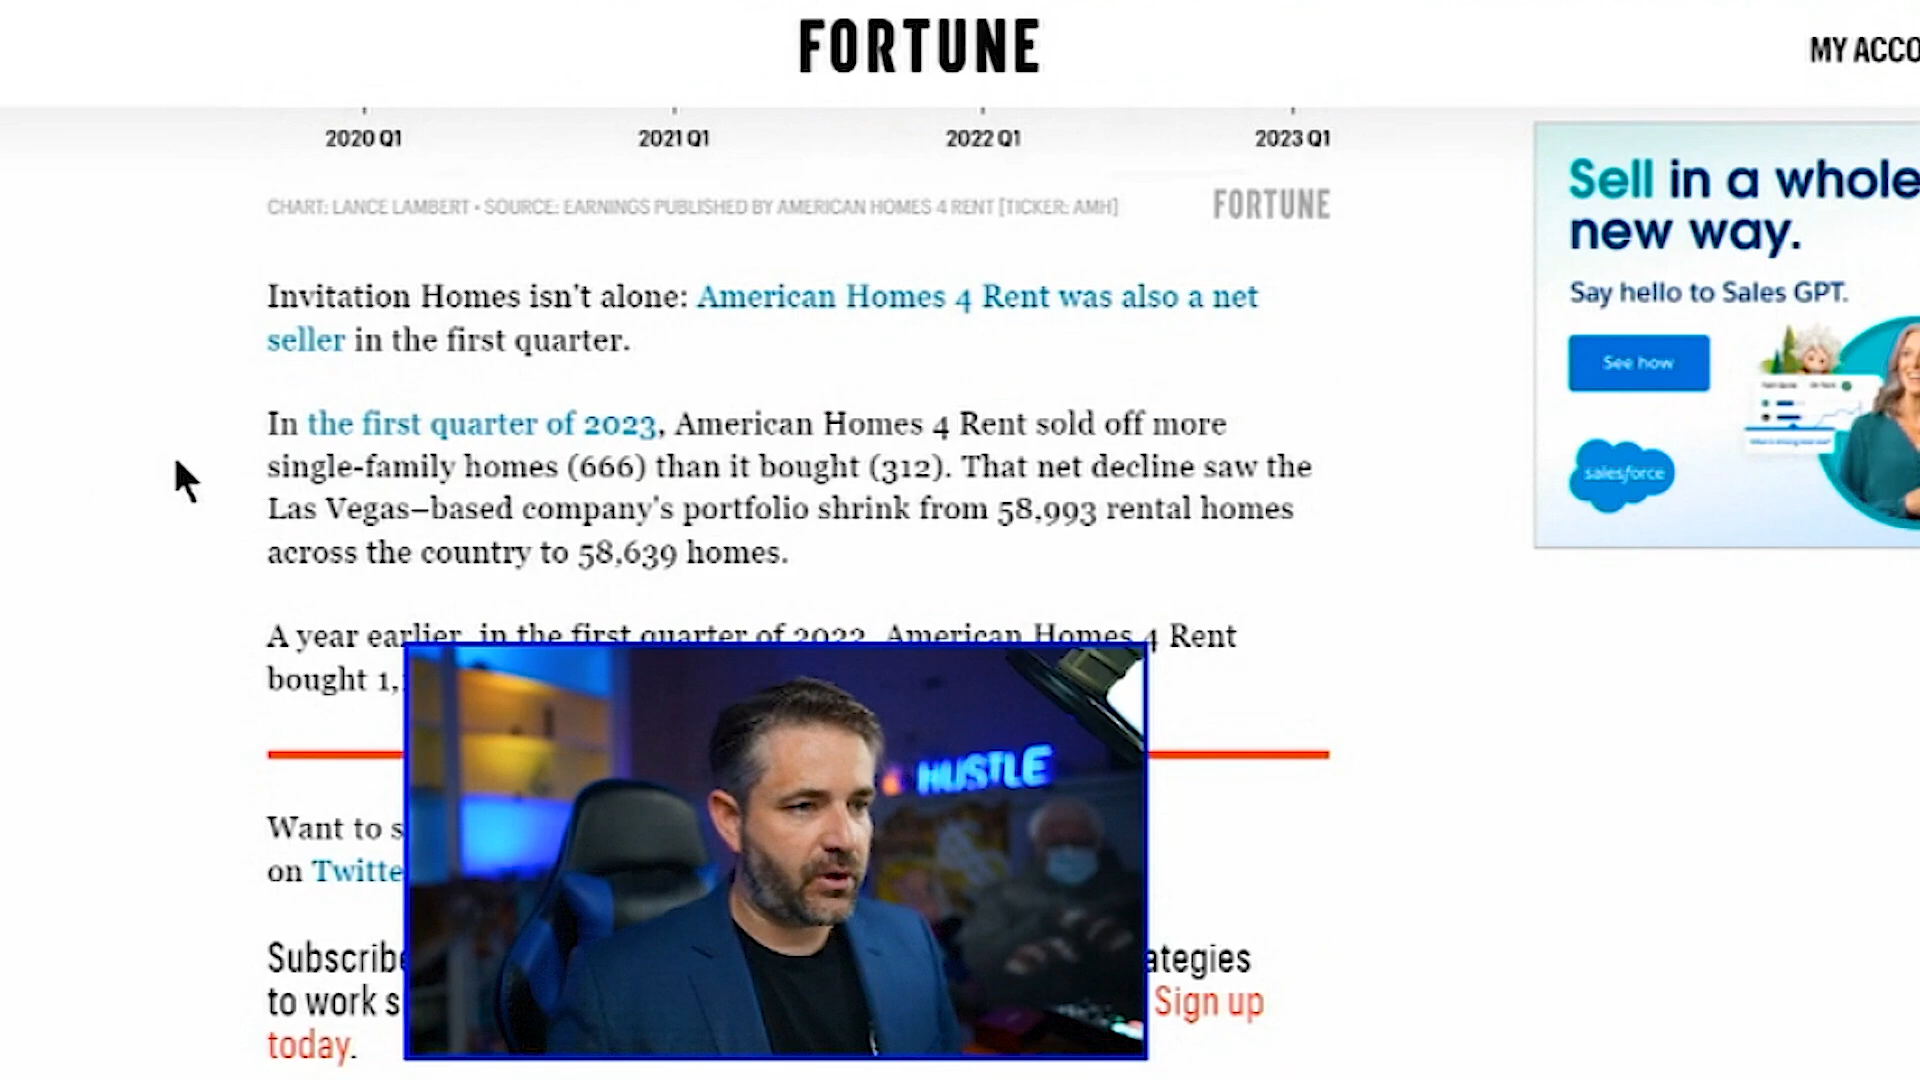 FORTUNE
MY ACCO
2020 Q1 2021 Q1 2022 Q1 2023 Q1
CHART: LANCE LAMBERT • SOURCE: EARNINGS PUBLISHED BY AMERICAN HOMES 4 RENT [TICKER: AMH]
FORTUNE
Invitation Homes isn't alone: American Homes 4 Rent was also a net
seller in the first quarter.
In the first quarter of 2023, American Homes 4 Rent sold off more
single-family homes (666) than it bought (312). That net decline saw the
Las Vegas–based company's portfolio shrink from 58,993 rental homes
across the country to 58,639 homes.
A year earlier, in the first quarter of 2022, American Homes 4 Rent
bought 1,
Want to s
on Twitte
Subscribe ategies
to work s Sign up
today.
HUSTLE
Sell in a whole
new way.
Say hello to Sales GPT.
See how
salesforce